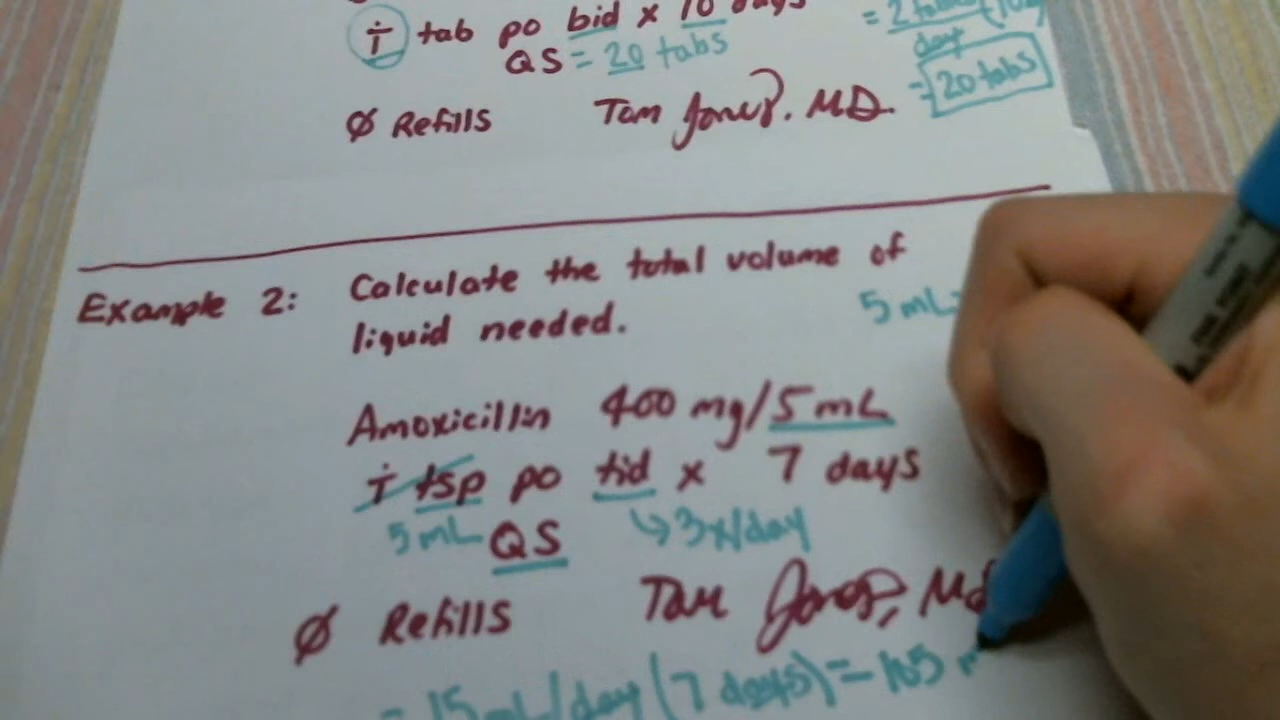 i tab po bid x 10 days = 2 tabs
QS = 20 tabs day
= 20 tabs
Ø Refills Tom Jones, MD.
Example 2: Calculate the total volume of
liquid needed. 5 mL
Amoxicillin 400 mg/5 mL
i tsp po tid x 7 days
5 mL QS ↳ 3x/day
Ø Refills Tom Jones, Md
= 15 mL/day (7 days) = 105 m